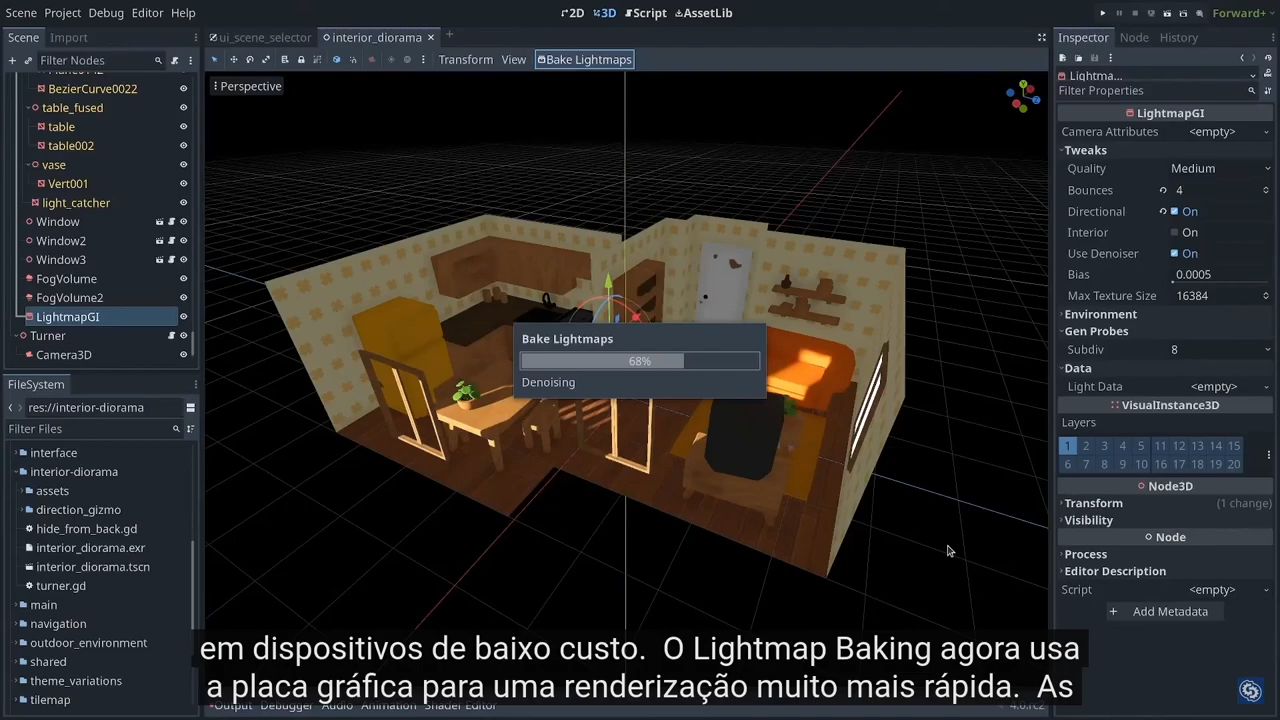 Scene Project Debug Editor Help
2D 3D Script AssetLib
Forward+
Scene Import
Filter Nodes
BezierCurve0022
table_fused
table
table002
vase
Vert001
light_catcher
Window
Window2
Window3
FogVolume
FogVolume2
LightmapGI
Turner
Camera3D
FileSystem
res://interior-diorama
Filter Files
interface
interior-diorama
assets
direction_gizmo
hide_from_back.gd
interior_diorama.exr
interior_diorama.tscn
turner.gd
main
navigation
outdoor_environment
shared
theme_variations
tilemap
ui_scene_selector interior_diorama
Transform View Bake Lightmaps
Perspective
Bake Lightmaps
68%
Denoising
Inspector Node History
Lightma...
Filter Properties
LightmapGI
Camera Attributes <empty>
Tweaks
Quality Medium
Bounces 4
Directional On
Interior On
Use Denoiser On
Bias 0.0005
Max Texture Size 16384
Environment
Gen Probes
Subdiv 8
Data
Light Data <empty>
VisualInstance3D
Layers
1 2 3 4 5 11 12 13 14 15
6 7 8 9 10 16 17 18 19 20
Node3D
Transform (1 change)
Visibility
Node
Process
Editor Description
Script <empty>
Add Metadata
em dispositivos de baixo custo. O Lightmap Baking agora usa
a placa gráfica para uma renderização muito mais rápida. As